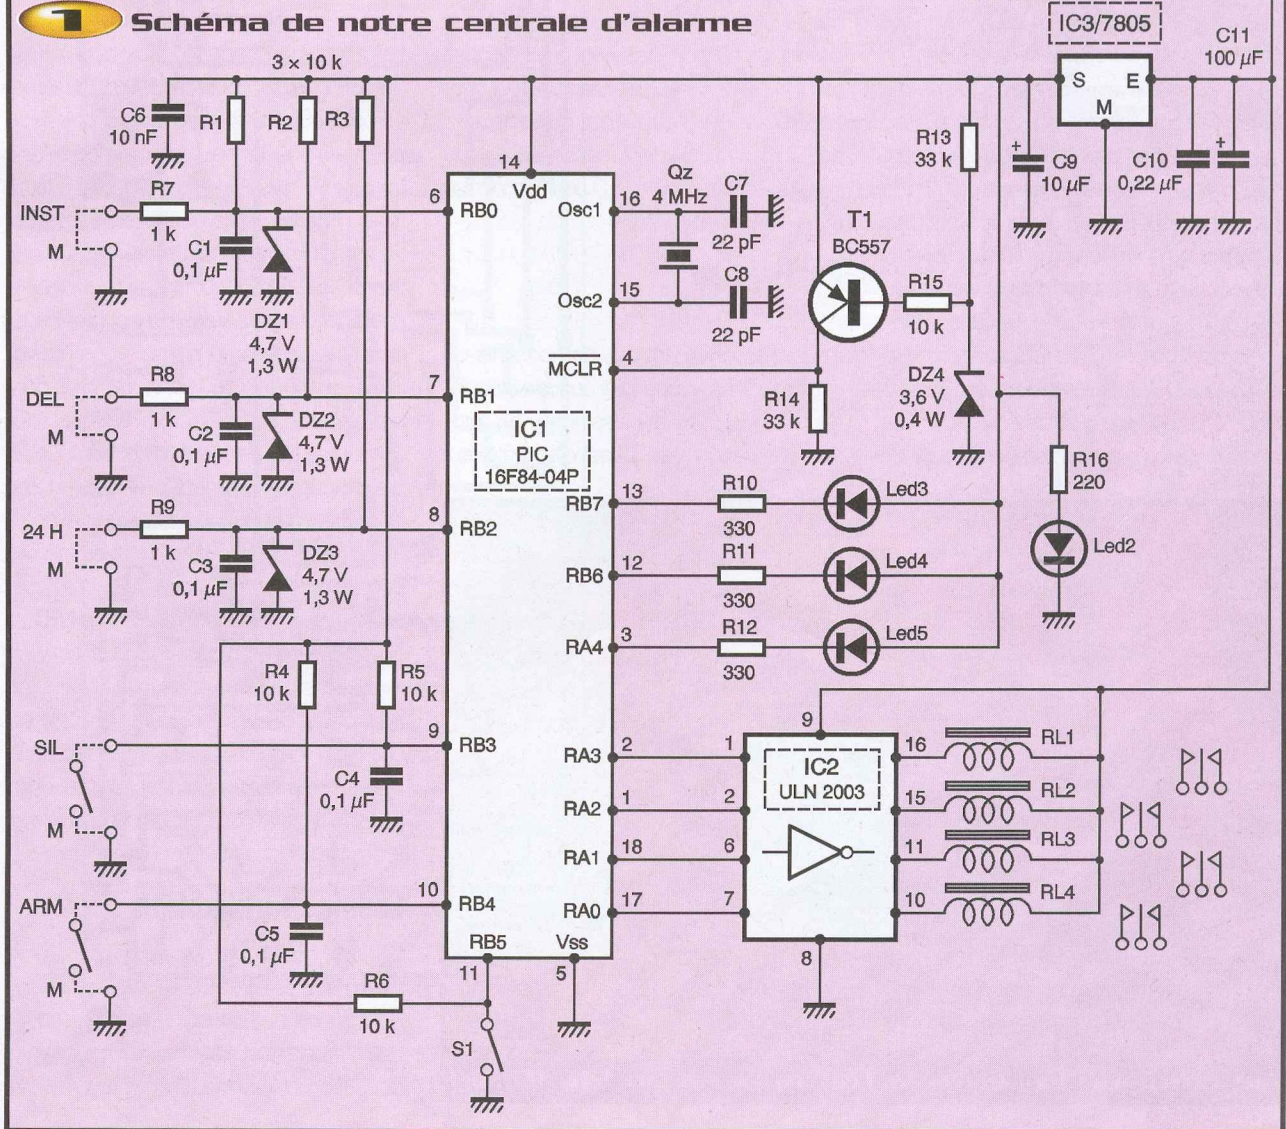 1 Schéma de notre centrale d'alarme
IC3/7805
C11
100 µF
3 × 10 k
S E
M
C6
10 nF
R1
R2
R3
R13
33 k
+
C9
10 µF
C10
0,22 µF
+
14
Vdd
R7
1 k
INST
M
6
RB0
C1
0,1 µF
DZ1
4,7 V
1,3 W
Osc1
16
Qz
4 MHz
C7
22 pF
Osc2
15
C8
22 pF
T1
BC557
R15
10 k
MCLR
4
R14
33 k
DZ4
3,6 V
0,4 W
R8
1 k
DEL
M
7
RB1
C2
0,1 µF
DZ2
4,7 V
1,3 W
IC1
PIC
16F84-04P
R16
220
Led2
RB7
13
R10
330
Led3
R9
1 k
24 H
M
8
RB2
C3
0,1 µF
DZ3
4,7 V
1,3 W
RB6
12
R11
330
Led4
RA4
3
R12
330
Led5
R4
10 k
R5
10 k
SIL
M
9
RB3
C4
0,1 µF
9
IC2
ULN 2003
RA3
2
1
16
RL1
RA2
1
2
15
RL2
RA1
18
6
11
RL3
RA0
17
7
10
RL4
8
ARM
M
10
RB4
C5
0,1 µF
RB5
11
Vss
5
R6
10 k
S1